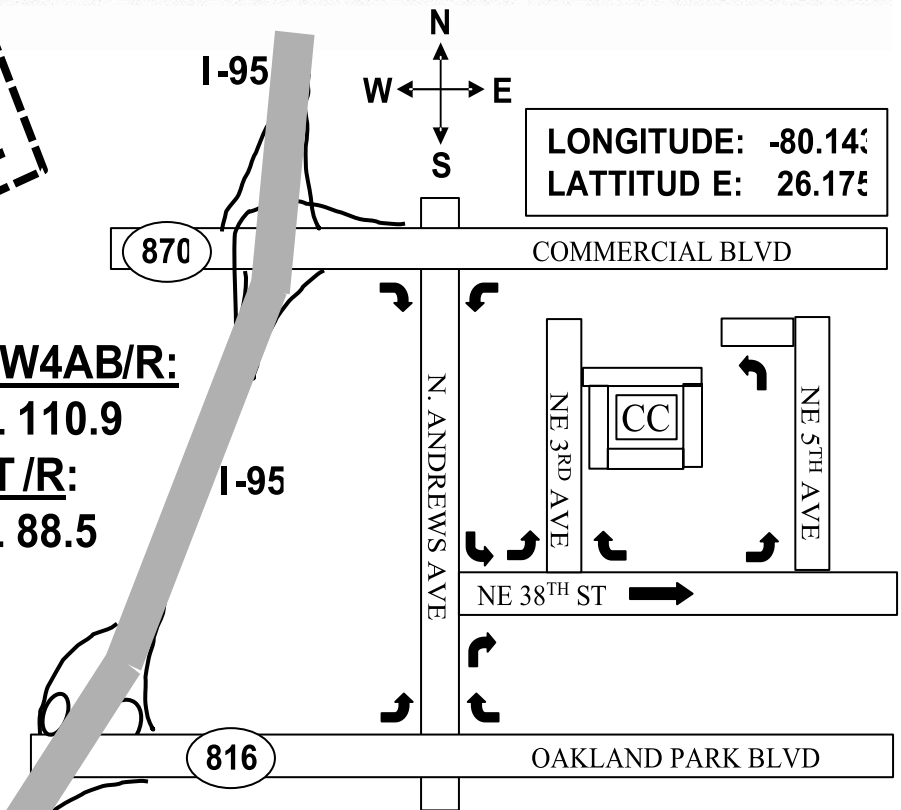 N
I-95
W E
S
LONGITUDE: -80.143
LATTITUD E: 26.175
870
COMMERCIAL BLVD
W4AB/R:
110.9
/R:
88.5
I-95
N. ANDREWS AVE
NE 3RD AVE
CC
NE 5TH AVE
NE 38TH ST
816
OAKLAND PARK BLVD